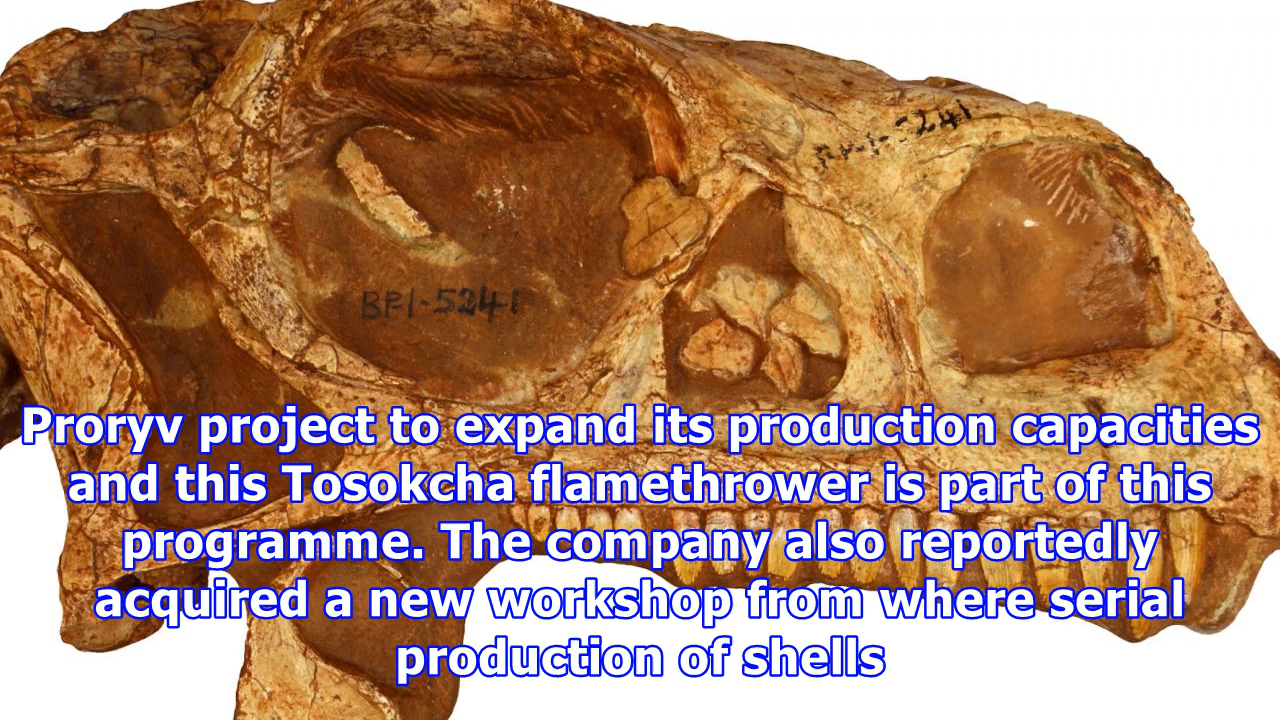 BP1-5241
Proryv project to expand its production capacities
and this Tosokcha flamethrower is part of this
programme. The company also reportedly
acquired a new workshop from where serial
production of shells